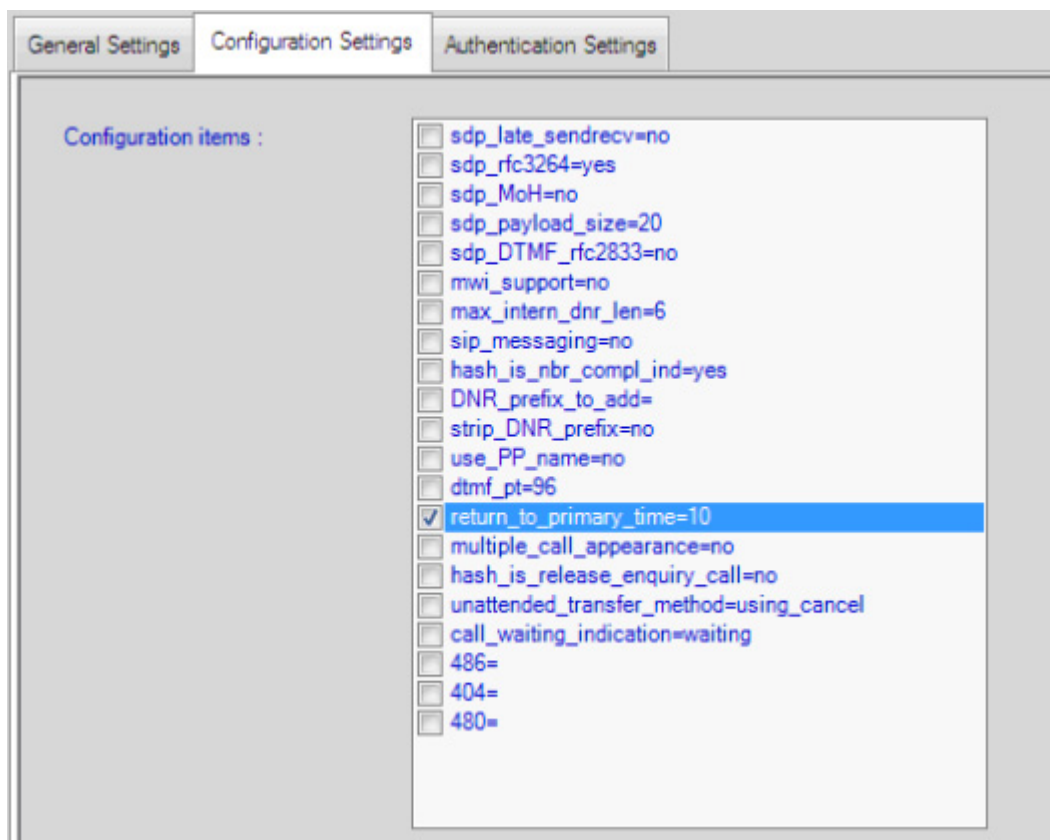 General Settings Configuration Settings Authentication Settings
Configuration items :
sdp_late_sendrecv=no
sdp_rfc3264=yes
sdp_MoH=no
sdp_payload_size=20
sdp_DTMF_rfc2833=no
mwi_support=no
max_intern_dnr_len=6
sip_messaging=no
hash_is_nbr_compl_ind=yes
DNR_prefix_to_add=
strip_DNR_prefix=no
use_PP_name=no
dtmf_pt=96
return_to_primary_time=10
multiple_call_appearance=no
hash_is_release_enquiry_call=no
unattended_transfer_method=using_cancel
call_waiting_indication=waiting
486=
404=
480=